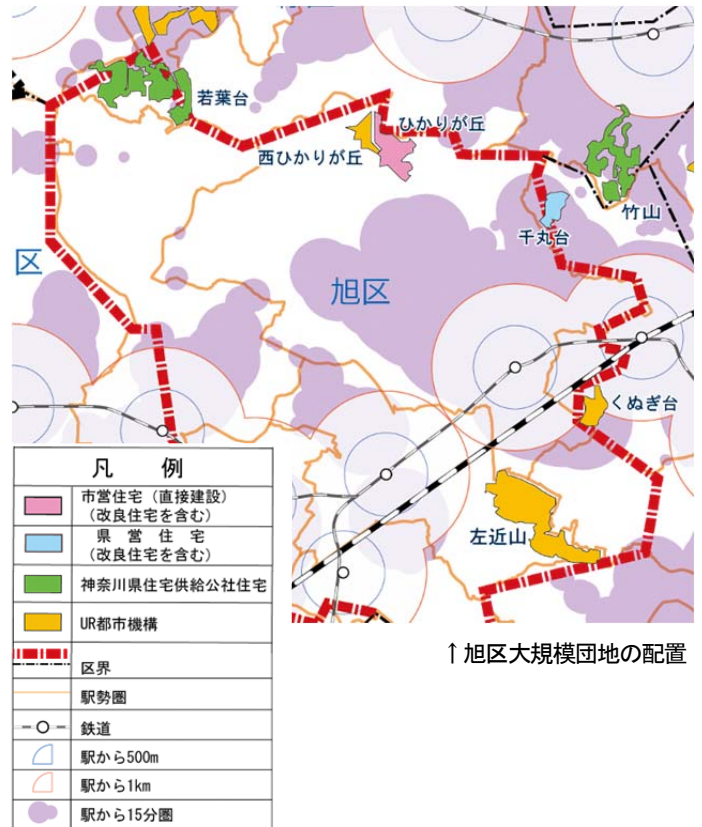 若葉台
ひかりが丘
西ひかりが丘
竹山
千丸台
区
旭区
くぬぎ台
左近山
凡 例
市営住宅（直接建設）
（改良住宅を含む）
県 営 住 宅
（改良住宅を含む）
神奈川県住宅供給公社住宅
UR都市機構
区界
駅勢圏
鉄道
駅から500m
駅から1km
駅から15分圏
↑旭区大規模団地の配置